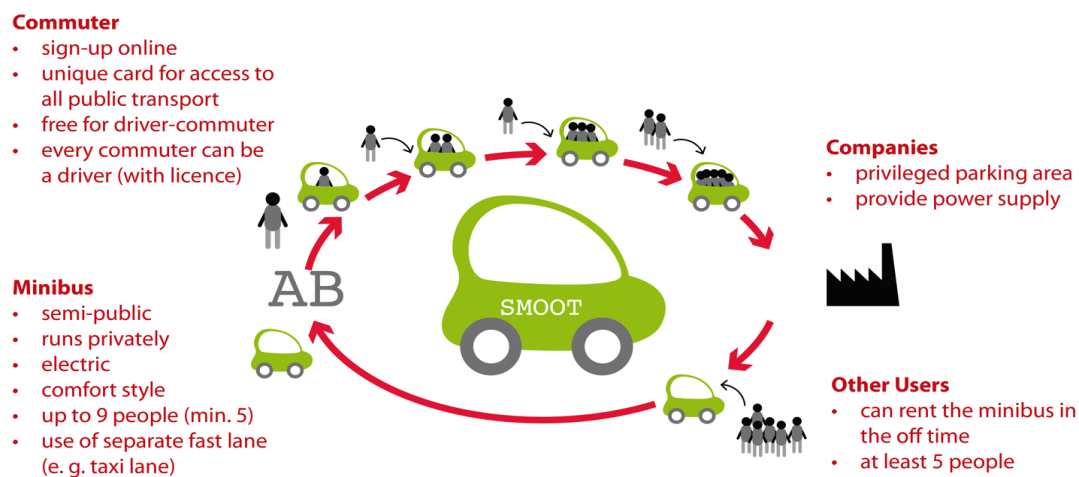 Commuter
• sign-up online
• unique card for access to
all public transport
• free for driver-commuter
• every commuter can be
a driver (with licence)
Companies
• privileged parking area
• provide power supply
AB
SMOOT
Minibus
• semi-public
• runs privately
• electric
• comfort style
• up to 9 people (min. 5)
• use of separate fast lane
(e. g. taxi lane)
Other Users
• can rent the minibus in
the off time
• at least 5 people